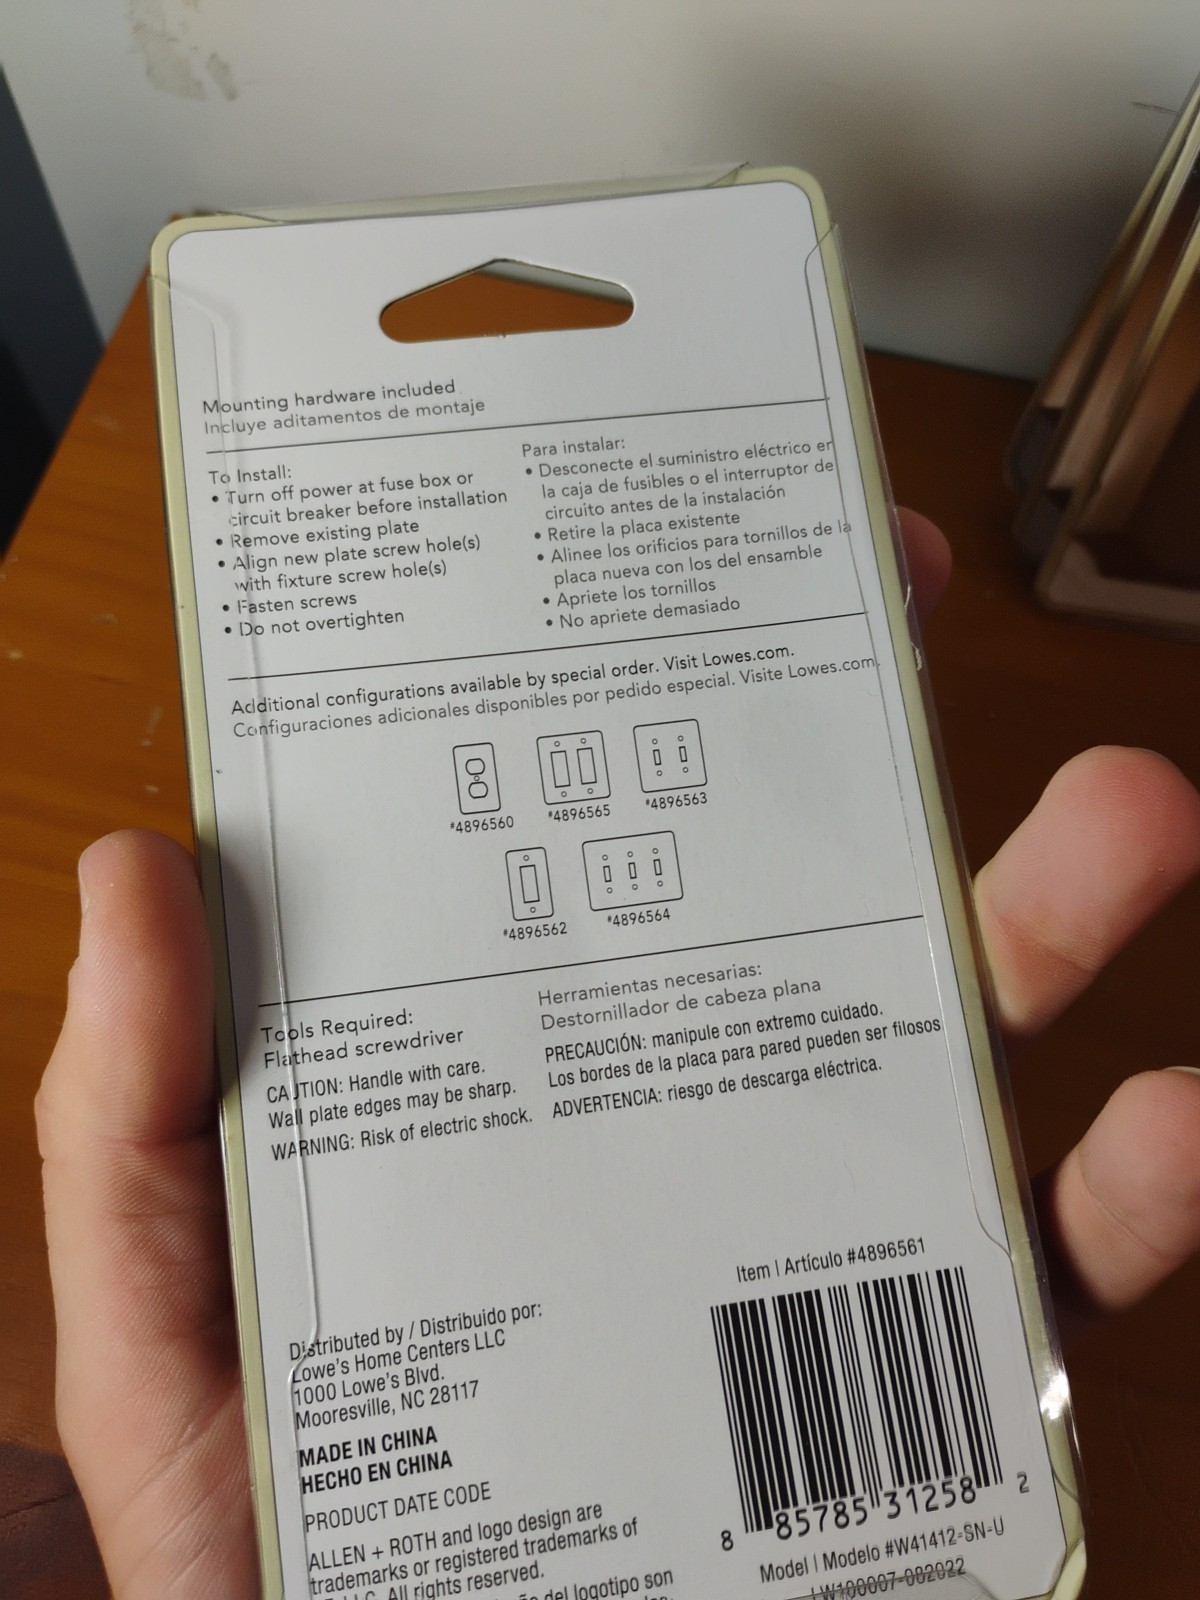 Mounting hardware included
Incluye aditamentos de montaje
To Install:
• Turn off power at fuse box or
circuit breaker before installation
• Remove existing plate
• Align new plate screw hole(s)
with fixture screw hole(s)
• Fasten screws
• Do not overtighten
Para instalar:
• Desconecte el suministro eléctrico en
la caja de fusibles o el interruptor de
circuito antes de la instalación
• Retire la placa existente
• Alinee los orificios para tornillos de la
placa nueva con los del ensamble
• Apriete los tornillos
• No apriete demasiado
Additional configurations available by special order. Visit Lowes.com.
Configuraciones adicionales disponibles por pedido especial. Visite Lowes.com.
#4896560
#4896565
#4896563
#4896562
#4896564
Tools Required:
Flathead screwdriver
CAUTION: Handle with care.
Wall plate edges may be sharp.
WARNING: Risk of electric shock.
Herramientas necesarias:
Destornillador de cabeza plana
PRECAUCIÓN: manipule con extremo cuidado.
Los bordes de la placa para pared pueden ser filosos
ADVERTENCIA: riesgo de descarga eléctrica.
Item | Artículo #4896561
8 85785 31258 2
Model | Modelo #W41412-SN-U
LW100007-082022
Distributed by / Distribuido por:
Lowe's Home Centers LLC
1000 Lowe's Blvd.
Mooresville, NC 28117
MADE IN CHINA
HECHO EN CHINA
PRODUCT DATE CODE
ALLEN + ROTH and logo design are
trademarks or registered trademarks of
All rights reserved.
del logotipo son